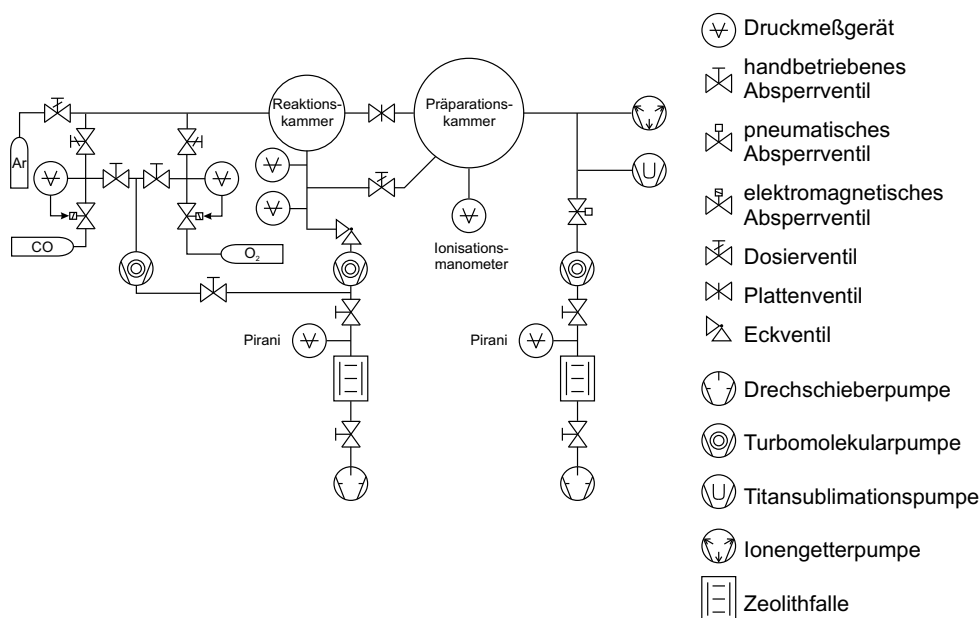 Reaktions-
kammer
Präparations-
kammer
Ar
CO
O₂
Ionisations-
manometer
Pirani
Pirani
Druckmeßgerät
handbetriebenes
Absperrventil
pneumatisches
Absperrventil
elektromagnetisches
Absperrventil
Dosierventil
Plattenventil
Eckventil
Drechschieberpumpe
Turbomolekularpumpe
Titansublimationspumpe
Ionengetterpumpe
Zeolithfalle